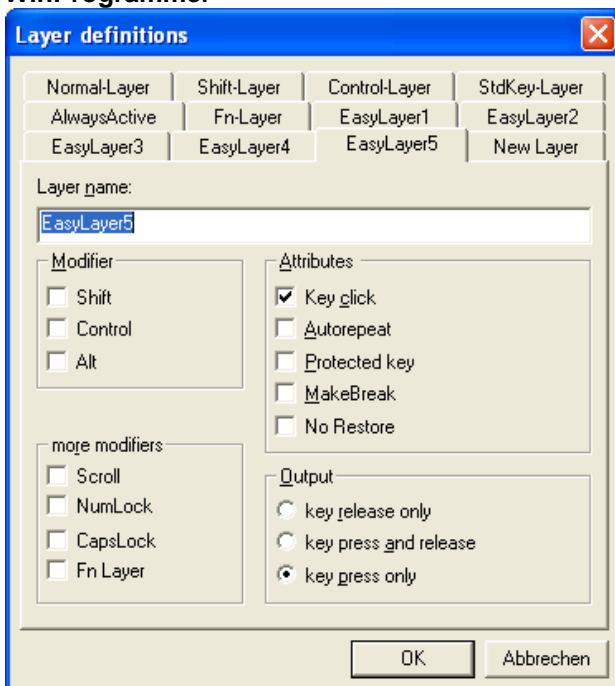 WinProgrammer
Layer definitions
Normal-Layer Shift-Layer Control-Layer StdKey-Layer
AlwaysActive Fn-Layer EasyLayer1 EasyLayer2
EasyLayer3 EasyLayer4 EasyLayer5 New Layer
Layer name:
EasyLayer5
Modifier
Shift
Control
Alt
more modifiers
Scroll
NumLock
CapsLock
Fn Layer
Attributes
Key click
Autorepeat
Protected key
MakeBreak
No Restore
Output
key release only
key press and release
key press only
OK Abbrechen